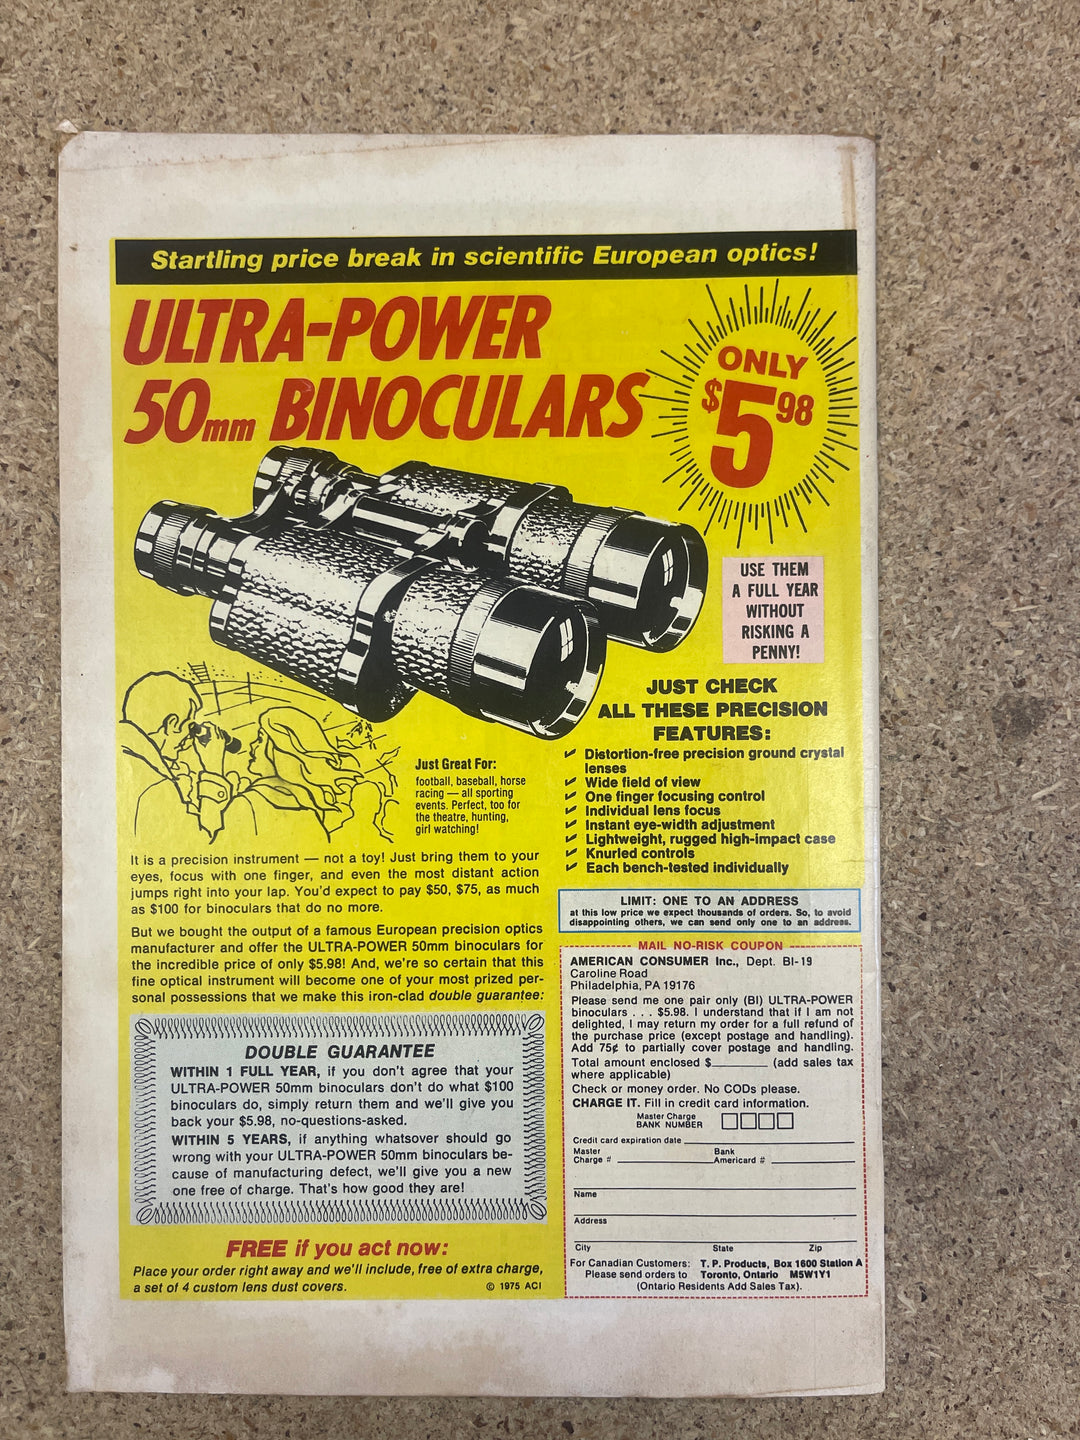 Startling price break in scientific European optics!
ULTRA-POWER
50mm BINOCULARS
ONLY
$5 98
USE THEM
A FULL YEAR
WITHOUT
RISKING A
PENNY!
JUST CHECK
ALL THESE PRECISION
FEATURES:
Distortion-free precision ground crystal
lenses
Wide field of view
One finger focusing control
Individual lens focus
Instant eye-width adjustment
Lightweight, rugged high-impact case
Knurled controls
Each bench-tested individually
Just Great For:
football, baseball, horse
racing — all sporting
events. Perfect, too for
the theatre, hunting,
girl watching!
It is a precision instrument — not a toy! Just bring them to your
eyes, focus with one finger, and even the most distant action
jumps right into your lap. You'd expect to pay $50, $75, as much
as $100 for binoculars that do no more.
But we bought the output of a famous European precision optics
manufacturer and offer the ULTRA-POWER 50mm binoculars for
the incredible price of only $5.98! And, we're so certain that this
fine optical instrument will become one of your most prized per-
sonal possessions that we make this iron-clad double guarantee:
DOUBLE GUARANTEE
WITHIN 1 FULL YEAR, if you don't agree that your
ULTRA-POWER 50mm binoculars don't do what $100
binoculars do, simply return them and we'll give you
back your $5.98, no-questions-asked.
WITHIN 5 YEARS, if anything whatsover should go
wrong with your ULTRA-POWER 50mm binoculars be-
cause of manufacturing defect, we'll give you a new
one free of charge. That's how good they are!
FREE if you act now:
Place your order right away and we'll include, free of extra charge,
a set of 4 custom lens dust covers.
© 1975 ACI
LIMIT: ONE TO AN ADDRESS
at this low price we expect thousands of orders. So, to avoid
disappointing others, we can send only one to an address.
MAIL NO-RISK COUPON
AMERICAN CONSUMER Inc., Dept. BI-19
Caroline Road
Philadelphia, PA 19176
Please send me one pair only (BI) ULTRA-POWER
binoculars . . . $5.98. I understand that if I am not
delighted, I may return my order for a full refund of
the purchase price (except postage and handling).
Add 75¢ to partially cover postage and handling.
Total amount enclosed $________ (add sales tax
where applicable)
Check or money order. No CODs please.
CHARGE IT. Fill in credit card information.
Master Charge
BANK NUMBER
Credit card expiration date
Master
Charge #
Bank
Americard #
Name
Address
City State Zip
For Canadian Customers: T. P. Products, Box 1600 Station A
Please send orders to Toronto, Ontario M5W1Y1
(Ontario Residents Add Sales Tax).